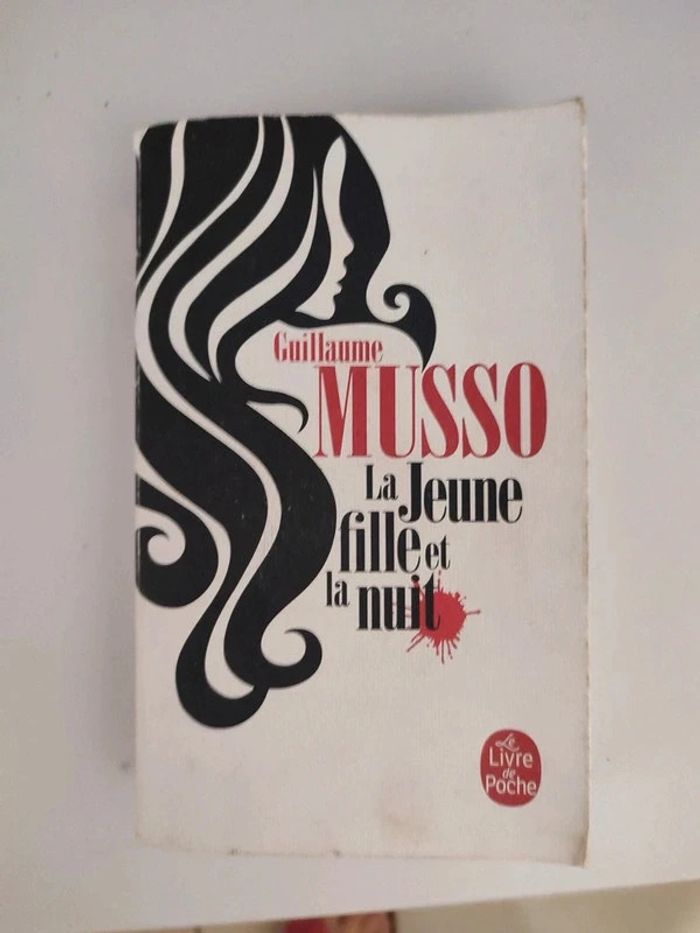 Guillaume
MUSSO
La Jeune
fille et
la nuit
Le
Livre
de
Poche